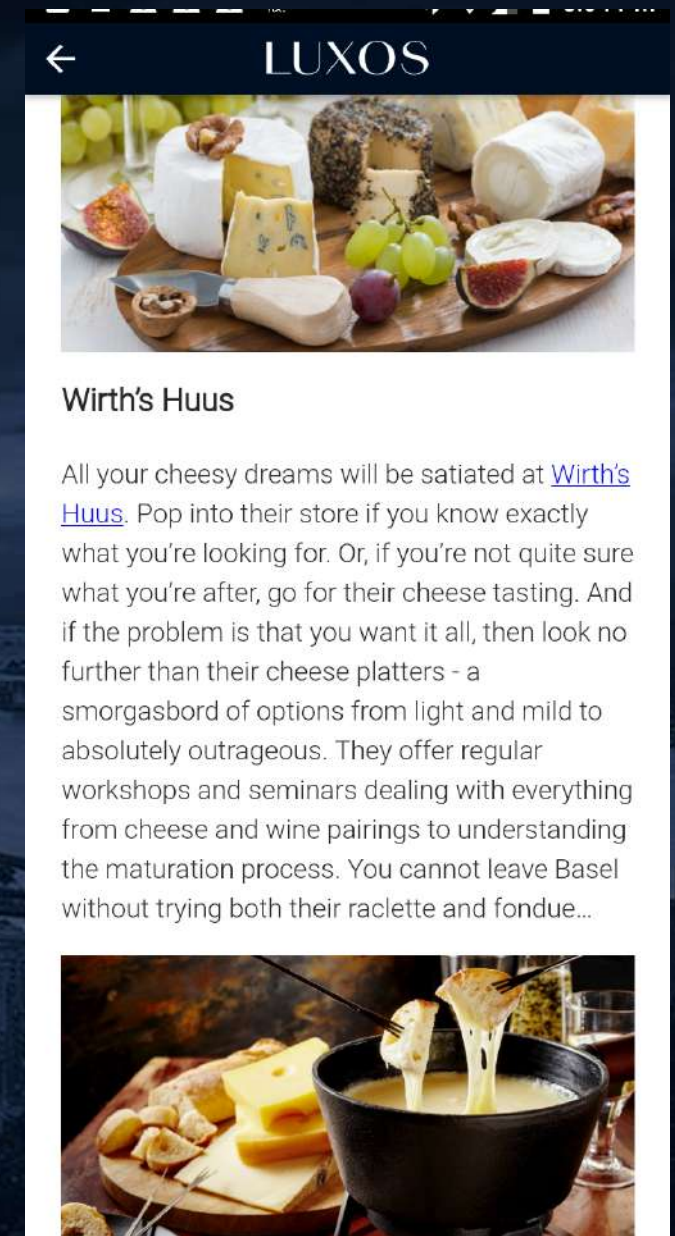 LUXOS
Wirth's Huus
All your cheesy dreams will be satiated at Wirth's
Huus. Pop into their store if you know exactly
what you're looking for. Or, if you're not quite sure
what you're after, go for their cheese tasting. And
if the problem is that you want it all, then look no
further than their cheese platters - a
smorgasbord of options from light and mild to
absolutely outrageous. They offer regular
workshops and seminars dealing with everything
from cheese and wine pairings to understanding
the maturation process. You cannot leave Basel
without trying both their raclette and fondue...